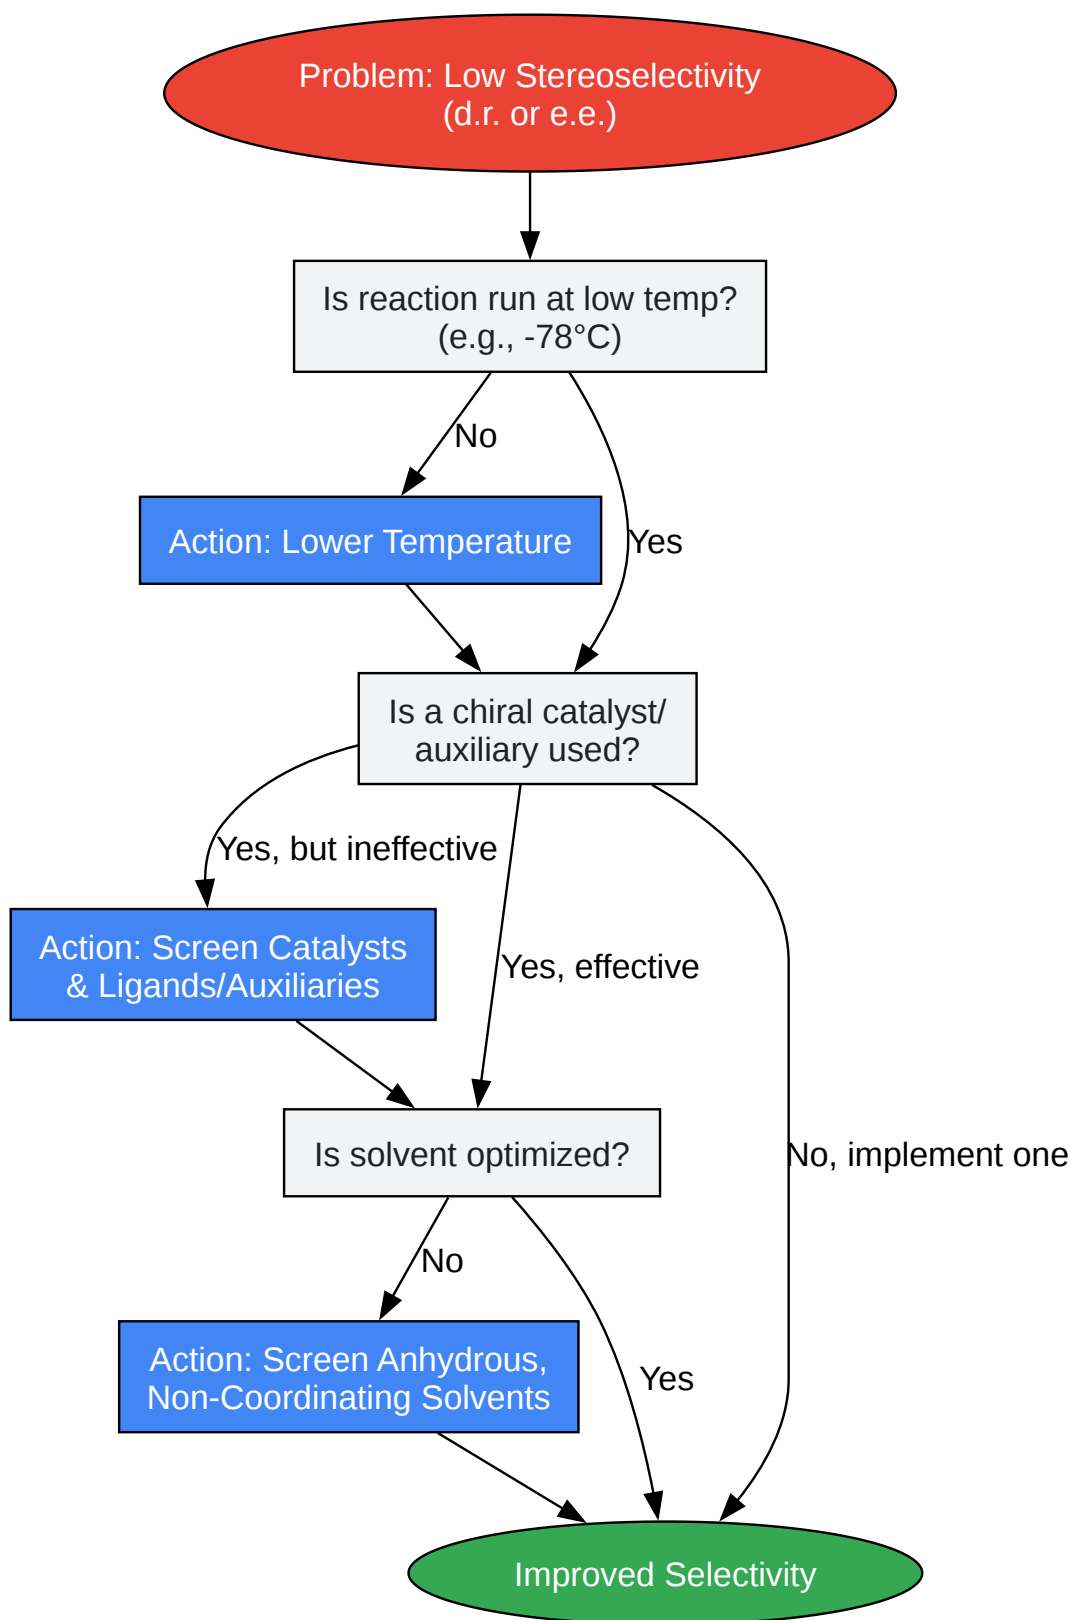 Problem: Low Stereoselectivity
(d.r. or e.e.)
Is reaction run at low temp?
(e.g., -78°C)
No
Action: Lower Temperature
Yes
Is a chiral catalyst/
auxiliary used?
Yes, but ineffective
Action: Screen Catalysts
& Ligands/Auxiliaries
Yes, effective
No, implement one
Is solvent optimized?
No
Action: Screen Anhydrous,
Non-Coordinating Solvents
Yes
Improved Selectivity